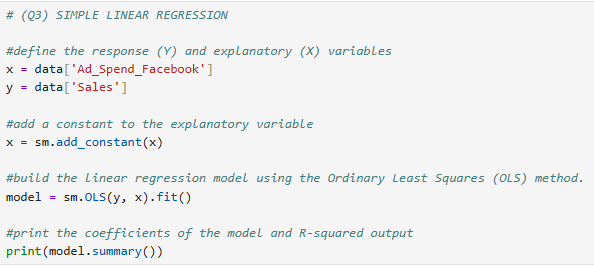 # (Q3) SIMPLE LINEAR REGRESSION
#define the response (Y) and explanatory (X) variables
x = data['Ad_Spend_Facebook']
y = data['Sales']
#add a constant to the explanatory variable
x = sm.add_constant(x)
#build the linear regression model using the Ordinary Least Squares (OLS) method.
model = sm.OLS(y, x).fit()
#print the coefficients of the model and R-squared output
print(model.summary())